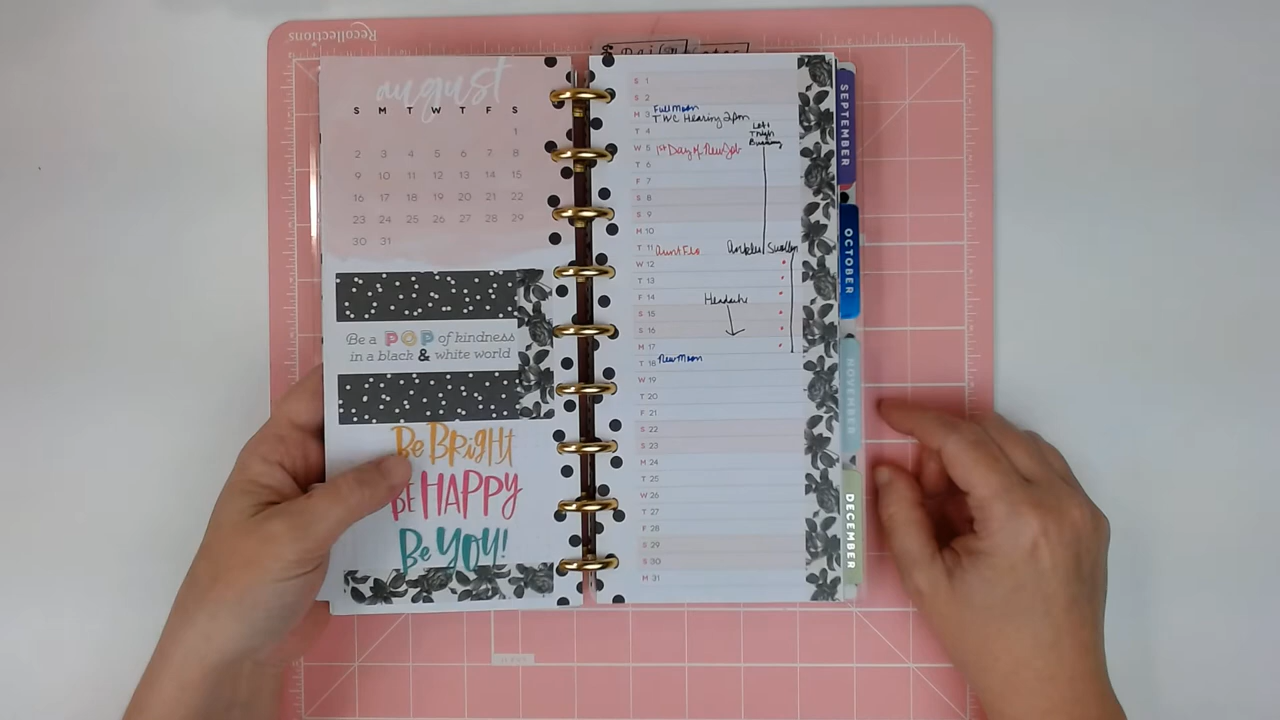 Recollections
august
S M T W T F S
1
2 3 4 5 6 7 8
9 10 11 12 13 14 15
16 17 18 19 20 21 22
23 24 25 26 27 28 29
30 31
Be a POP of kindness
in a black & white world
Be BRigHt
BE HAPPY
Be YOU!
S 1
S 2
M 3 Full Moon
TWC Hearing 2pm
T 4
Left
Thigh
Burning
W 5 1st Day of New Job
T 6
F 7
S 8
S 9
M 10
T 11 Aunt Flo Ankles Swollen
W 12
T 13
F 14 Headache
S 15
S 16
M 17
T 18 New Moon
W 19
T 20
F 21
S 22
S 23
M 24
T 25
W 26
T 27
F 28
S 29
S 30
M 31
SEPTEMBER
OCTOBER
NOVEMBER
DECEMBER